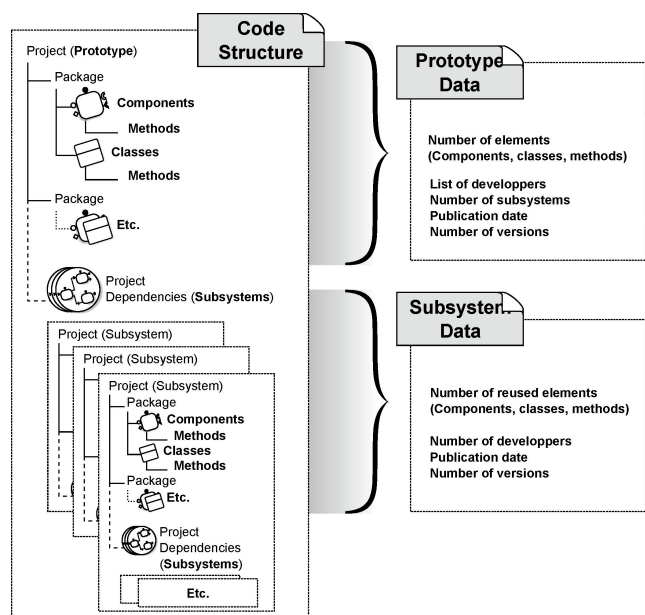 Code
Structure
Project (Prototype)
Package
Components
Methods
Classes
Methods
Package
Etc.
Project
Dependencies (Subsystems)
Project (Subsystem)
Project (Subsystem)
Project (Subsystem)
Package
Components
Methods
Classes
Methods
Package
Etc.
Project
Dependencies
(Subsystems)
Etc.
Prototype
Data
Number of elements
(Components, classes, methods)
List of developpers
Number of subsystems
Publication date
Number of versions
Subsystem
Data
Number of reused elements
(Components, classes, methods)
Number of developpers
Publication date
Number of versions